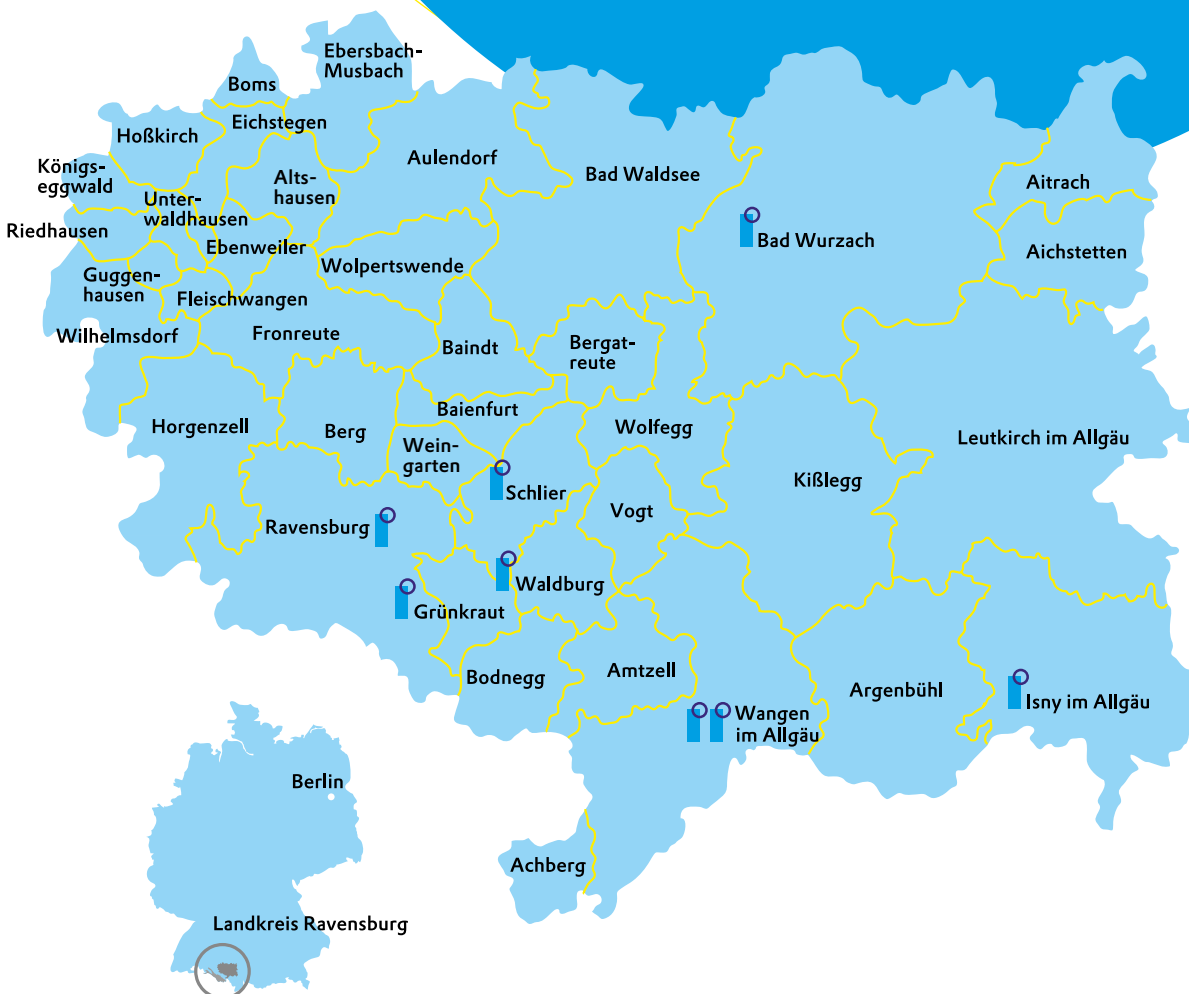 Ebersbach-
Musbach
Boms
Eichstegen
Hoßkirch
Aulendorf
Bad Waldsee
Königs-
eggwald
Alts-
hausen
Aitrach
Unter-
waldhausen
Riedhausen
Ebenweiler
Bad Wurzach
Aichstetten
Wolpertswende
Guggen-
hausen
Fleischwangen
Wilhelmsdorf
Fronreute
Baindt
Bergat-
reute
Baienfurt
Horgenzell
Berg
Wein-
garten
Wolfegg
Leutkirch im Allgäu
Kißlegg
Schlier
Vogt
Ravensburg
Waldburg
Grünkraut
Bodnegg
Amtzell
Argenbühl
Isny im Allgäu
Wangen
im Allgäu
Achberg
Berlin
Landkreis Ravensburg